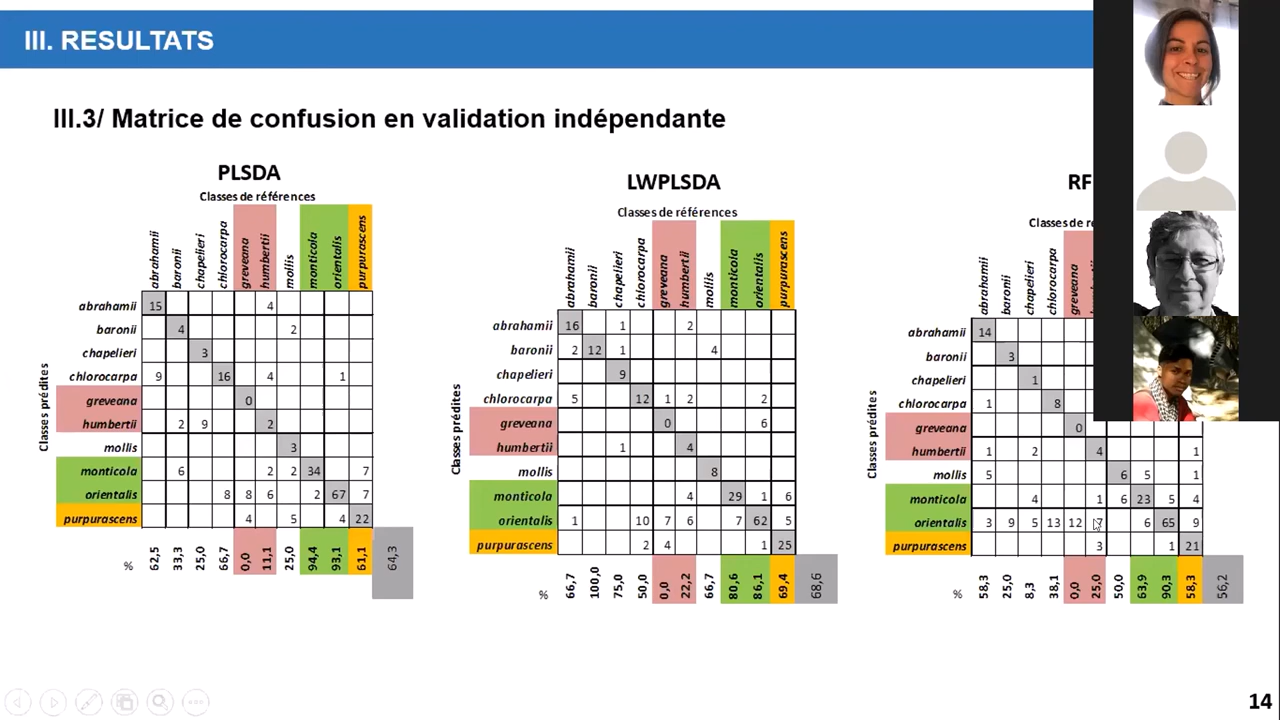 III. RESULTATS
III.3/ Matrice de confusion en validation indépendante
PLSDA
Classes de références
abrahamii baronii chapelieri chlorocarpa greveana humbertii mollis monticola orientalis purpurascens
Classes prédites
abrahamii 15 4
baronii 4 2
chapelieri 3
chlorocarpa 9 16 4 1
greveana 0
humbertii 2 9 2
mollis 3
monticola 6 2 2 34 7
orientalis 8 8 6 2 67 7
purpurascens 4 5 4 22
% 62,5 33,3 25,0 66,7 0,0 11,1 25,0 94,4 93,1 61,1 64,3
LWPLSDA
Classes de références
abrahamii baronii chapelieri chlorocarpa greveana humbertii mollis monticola orientalis purpurascens
Classes prédites
abrahamii 16 1 2
baronii 2 12 1 4
chapelieri 9
chlorocarpa 5 12 1 2 2
greveana 0 6
humbertii 1 4
mollis 8
monticola 4 29 1 6
orientalis 1 10 7 6 7 62 5
purpurascens 2 4 1 25
% 66,7 100,0 75,0 50,0 0,0 22,2 66,7 80,6 86,1 69,4 68,6
RF
Classes de re
abrahamii baronii chapelieri chlorocarpa greveana
Classes prédites
abrahamii 14
baronii 3
chapelieri 1
chlorocarpa 1 8
greveana 0
humbertii 1 2 4 1
mollis 5 6 5 1
monticola 4 1 6 23 5 4
orientalis 3 9 5 13 12 7 6 65 9
purpurascens 3 1 21
% 58,3 25,0 8,3 38,1 0,0 25,0 50,0 63,9 90,3 58,3 56,2
14